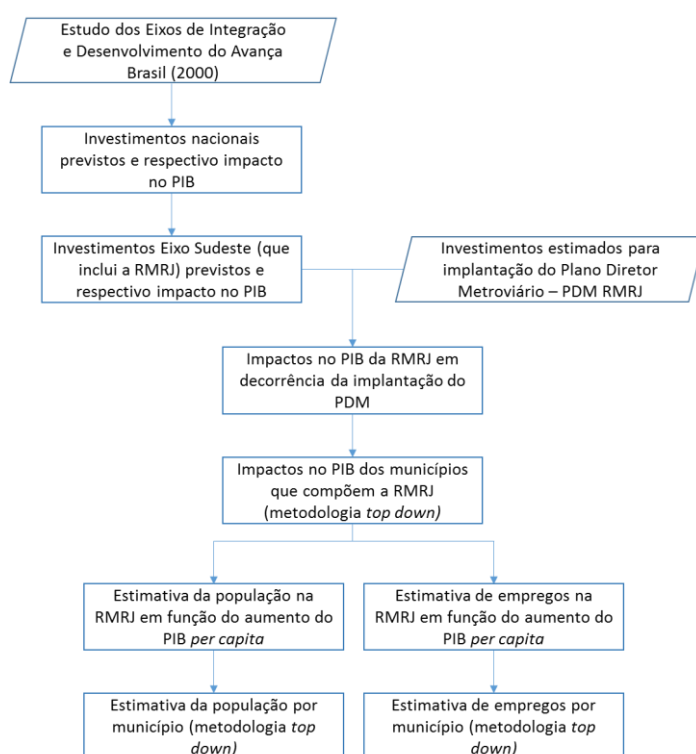 Estudo dos Eixos de Integração
e Desenvolvimento do Avança
Brasil (2000)
Investimentos nacionais
previstos e respectivo impacto
no PIB
Investimentos Eixo Sudeste (que
inclui a RMRJ) previstos e
respectivo impacto no PIB
Investimentos estimados para
implantação do Plano Diretor
Metroviário – PDM RMRJ
Impactos no PIB da RMRJ em
decorrência da implantação do
PDM
Impactos no PIB dos municípios
que compõem a RMRJ
(metodologia top down)
Estimativa da população na
RMRJ em função do aumento do
PIB per capita
Estimativa de empregos na
RMRJ em função do aumento do
PIB per capita
Estimativa da população por
município (metodologia top
down)
Estimativa de empregos por
município (metodologia top
down)